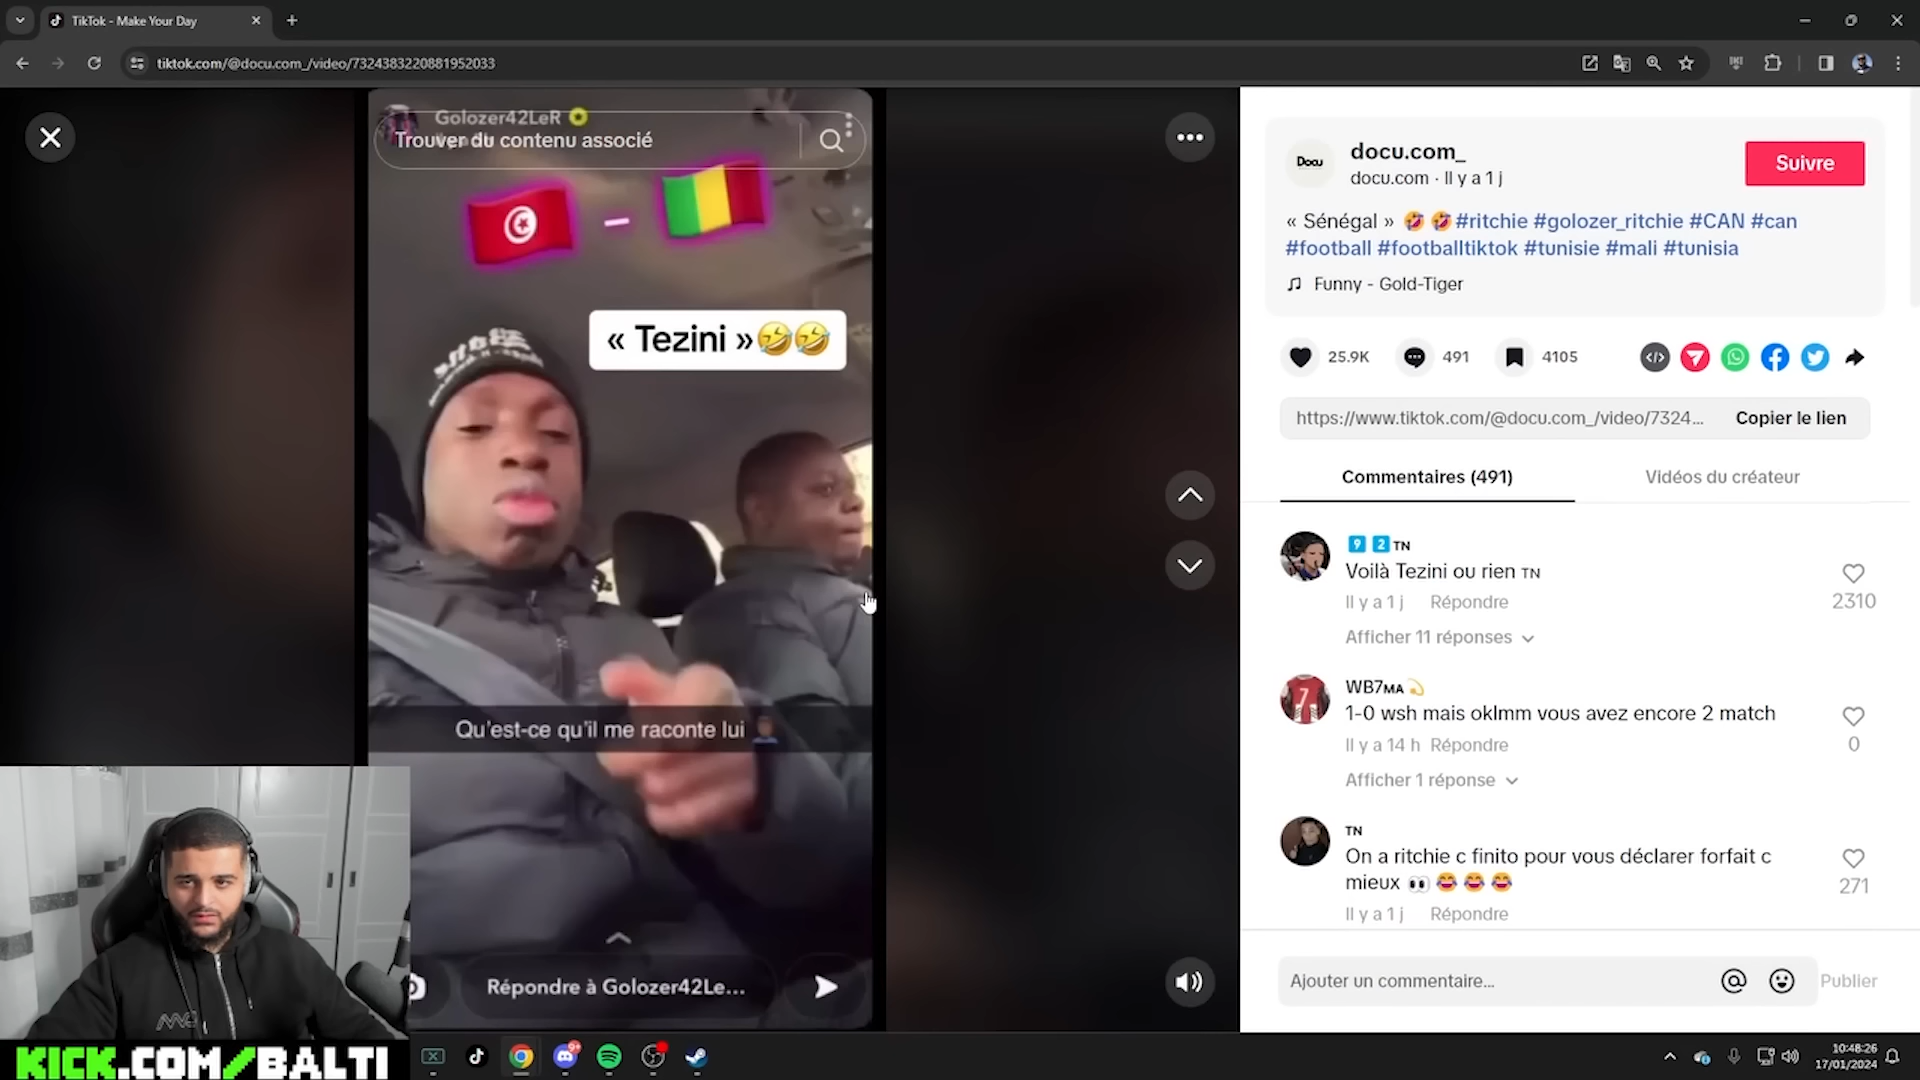 TikTok - Make Your Day
tiktok.com/@docu.com_/video/7324383220881952033
Golozer42LeR
Trouver du contenu associé
« Tezini »🤣🤣
Qu'est-ce qu'il me raconte lui
Répondre à Golozer42Le...
KICK.COM/BALTI
Docu
docu.com_
docu.com · Il y a 1 j
Suivre
« Sénégal » 🤣 🤣#ritchie #golozer_ritchie #CAN #can
#football #footballtiktok #tunisie #mali #tunisia
Funny - Gold-Tiger
25.9K
491
4105
https://www.tiktok.com/@docu.com_/video/7324...
Copier le lien
Commentaires (491)
Vidéos du créateur
9 2 TN
Voilà Tezini ou rien TN
Il y a 1 j Répondre
2310
Afficher 11 réponses
WB7MA
1-0 wsh mais oklmm vous avez encore 2 match
Il y a 14 h Répondre
0
Afficher 1 réponse
TN
On a ritchie c finito pour vous déclarer forfait c
mieux 👀 😂 😂 😂
271
Il y a 1 j Répondre
Ajouter un commentaire...
Publier
10:48:26
17/01/2024